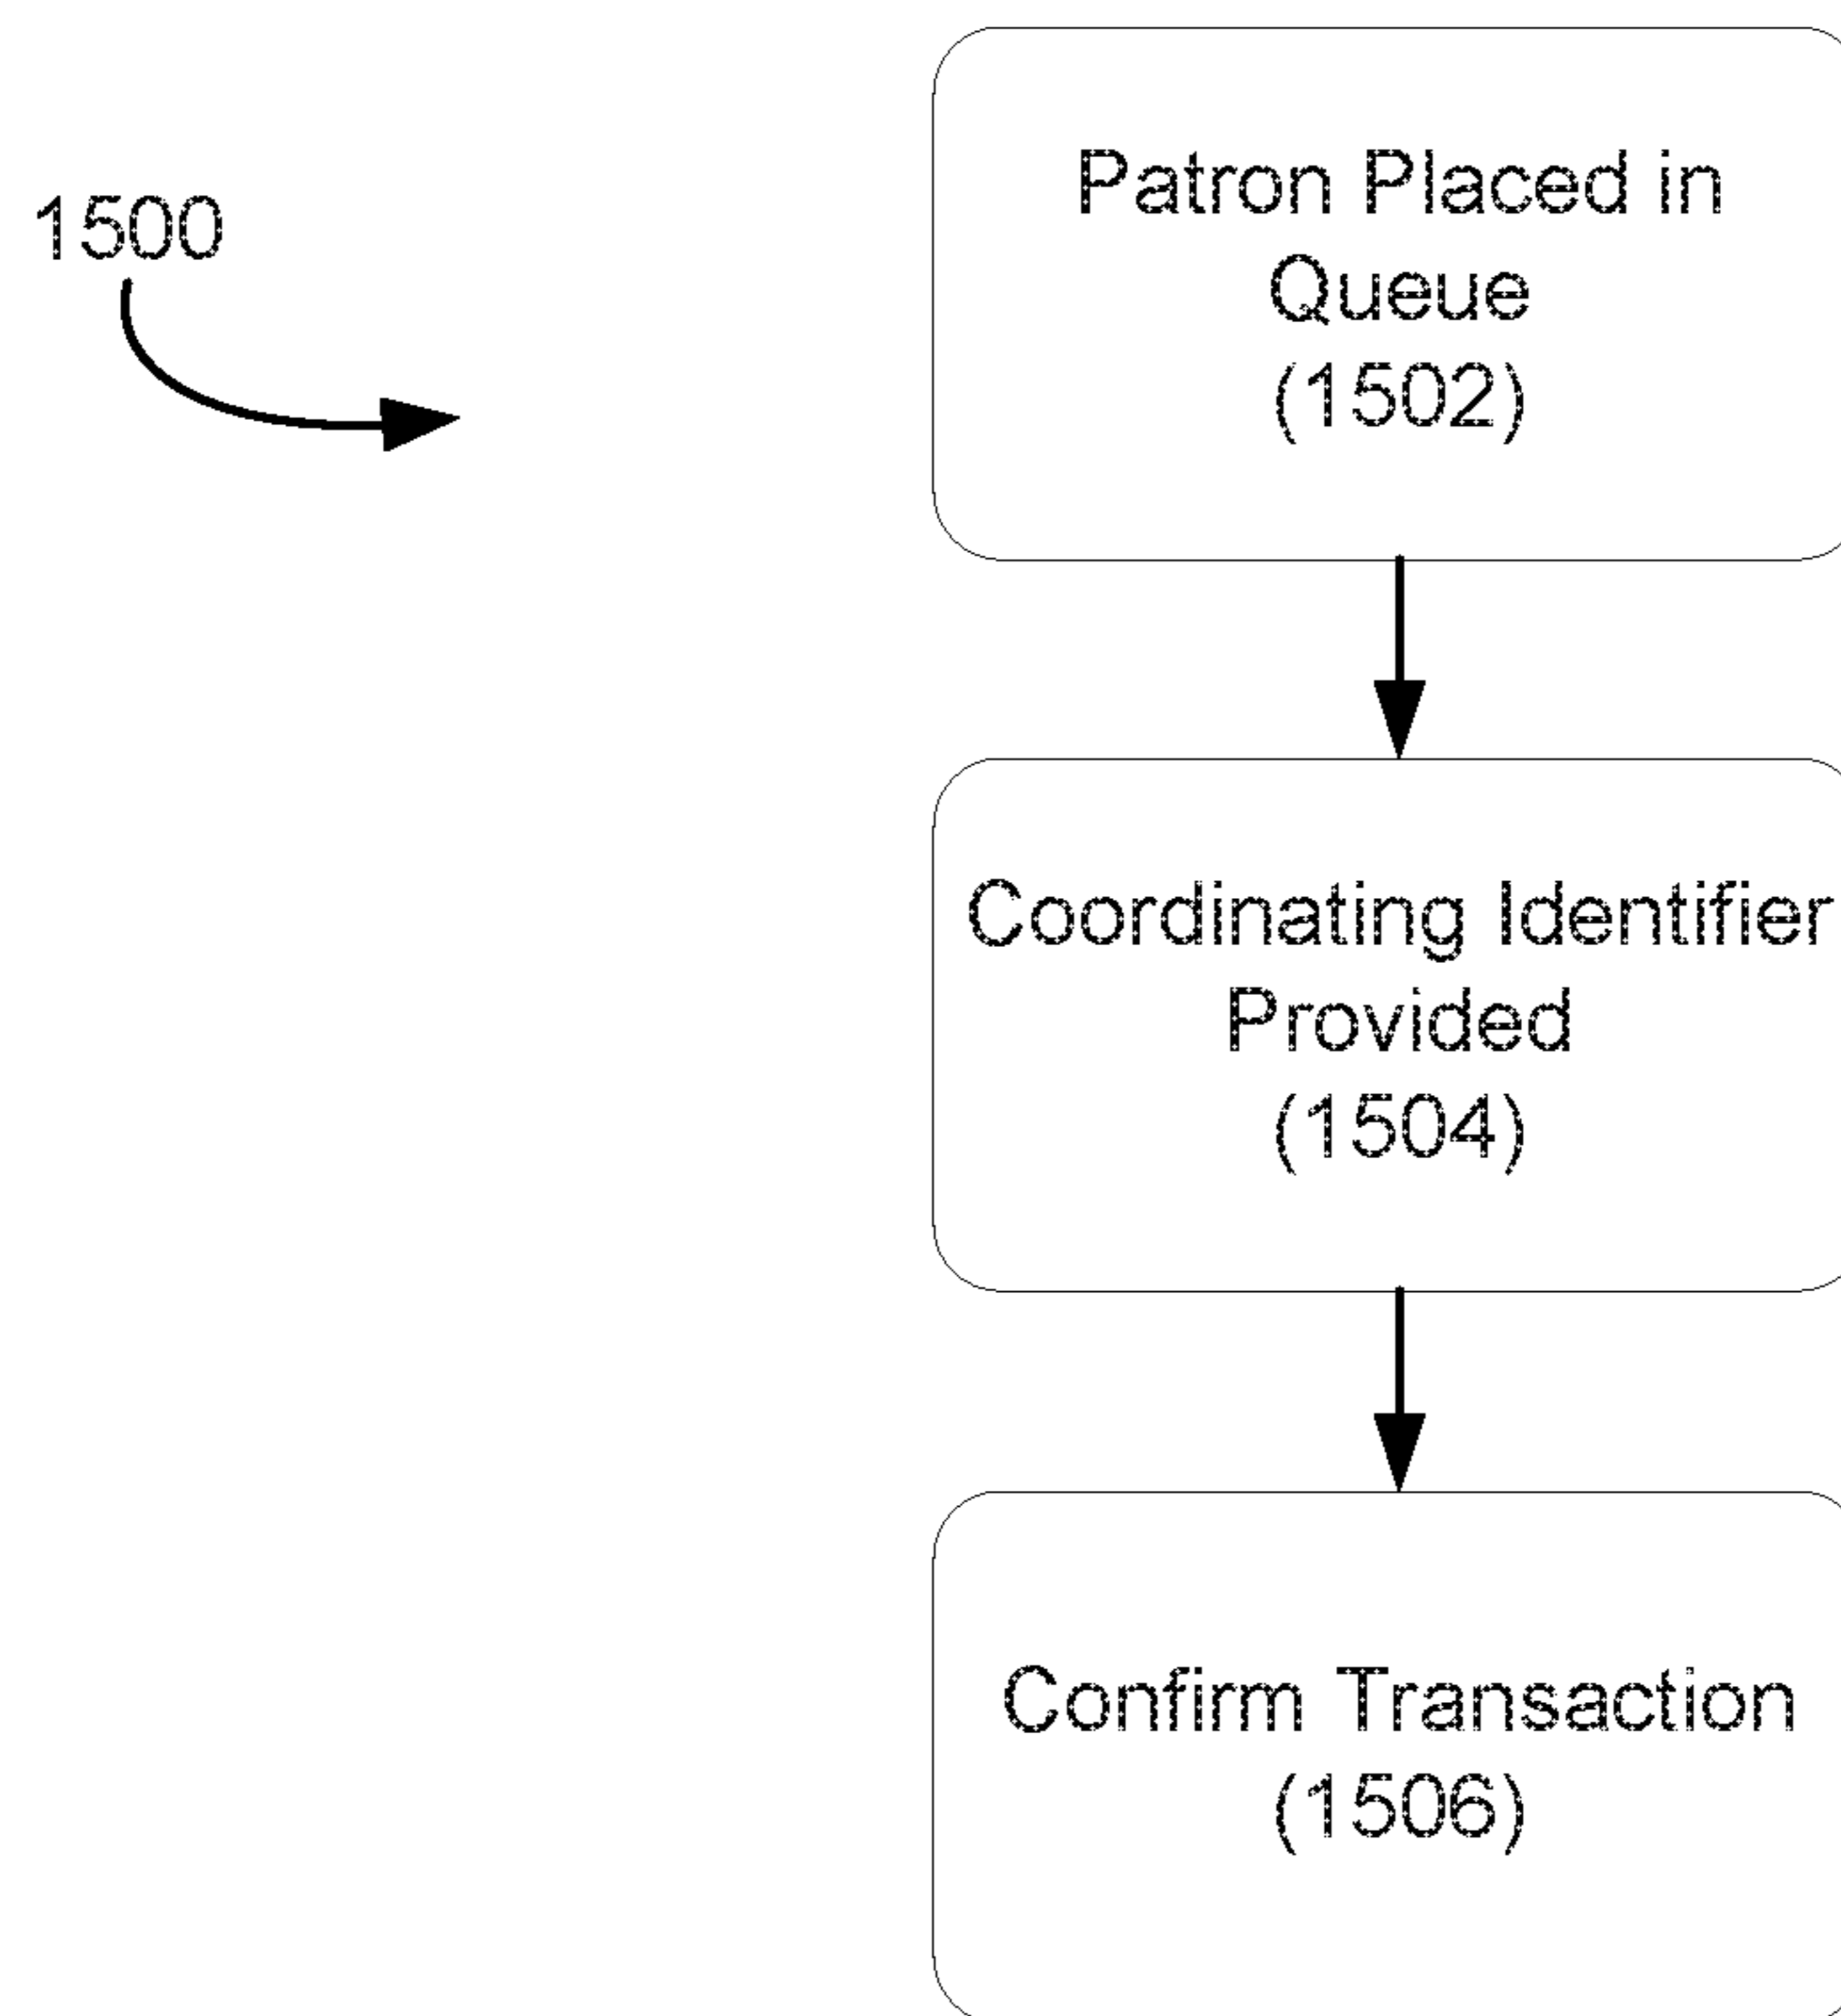 1500
Patron Placed in
Queue
(1502)
Coordinating Identifier
Provided
(1504)
Confirm Transaction
(1506)